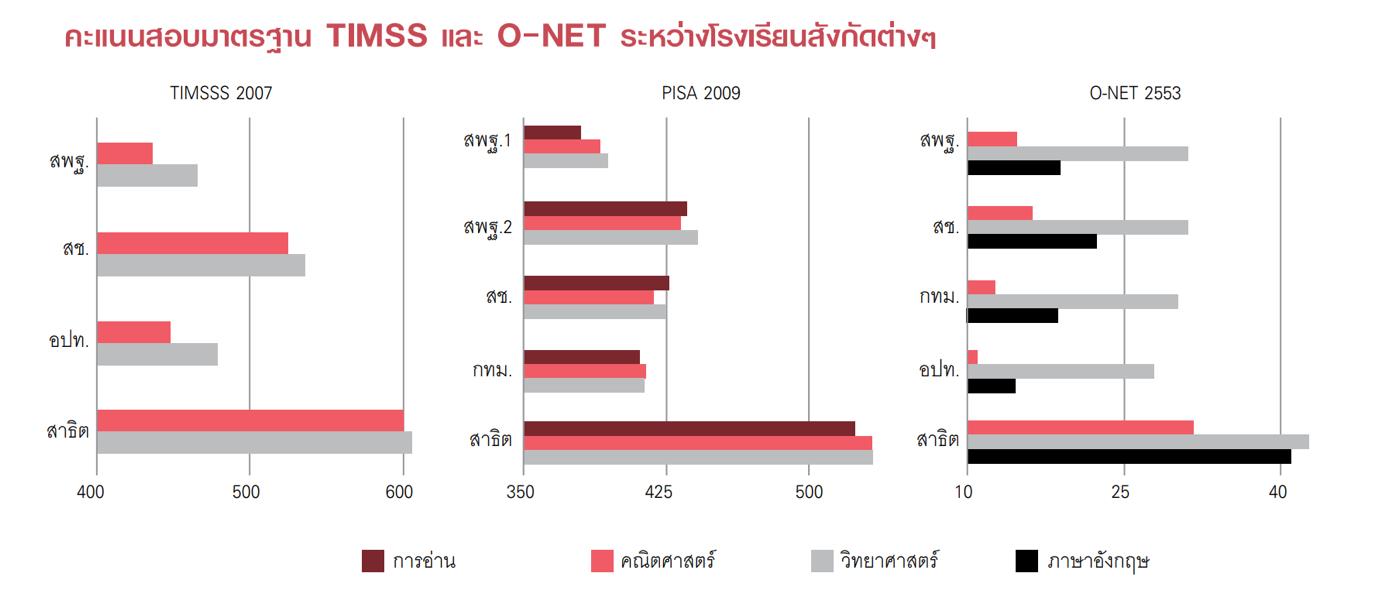 คะแนนสอบมาตรฐาน TIMSS และ O-NET ระหว่างโรงเรียนสังกัดต่างๆ
TIMSSS 2007
สพฐ.
สช.
อปท.
สาธิต
400 500 600
PISA 2009
สพฐ.1
สพฐ.2
สช.
กทม.
สาธิต
350 425 500
O-NET 2553
สพฐ.
สช.
กทม.
อปท.
สาธิต
10 25 40
การอ่าน คณิตศาสตร์ วิทยาศาสตร์ ภาษาอังกฤษ